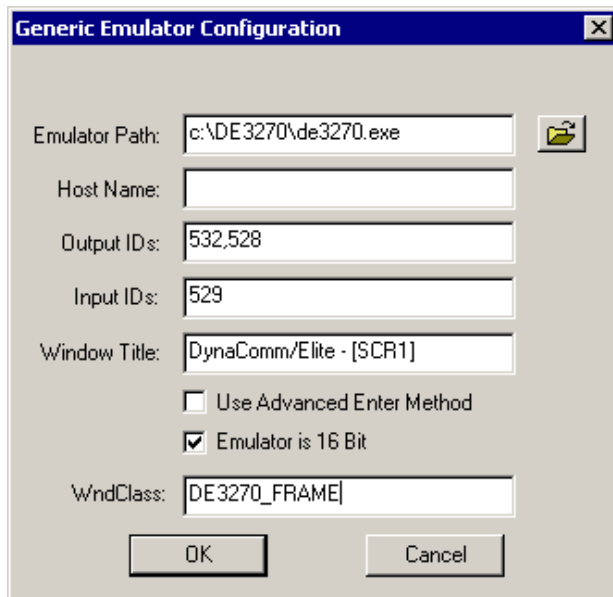 Generic Emulator Configuration
Emulator Path: c:\DE3270\de3270.exe
Host Name:
Output IDs: 532,528
Input IDs: 529
Window Title: DynaComm/Elite - [SCR1]
Use Advanced Enter Method
Emulator is 16 Bit
WndClass: DE3270_FRAME
OK Cancel